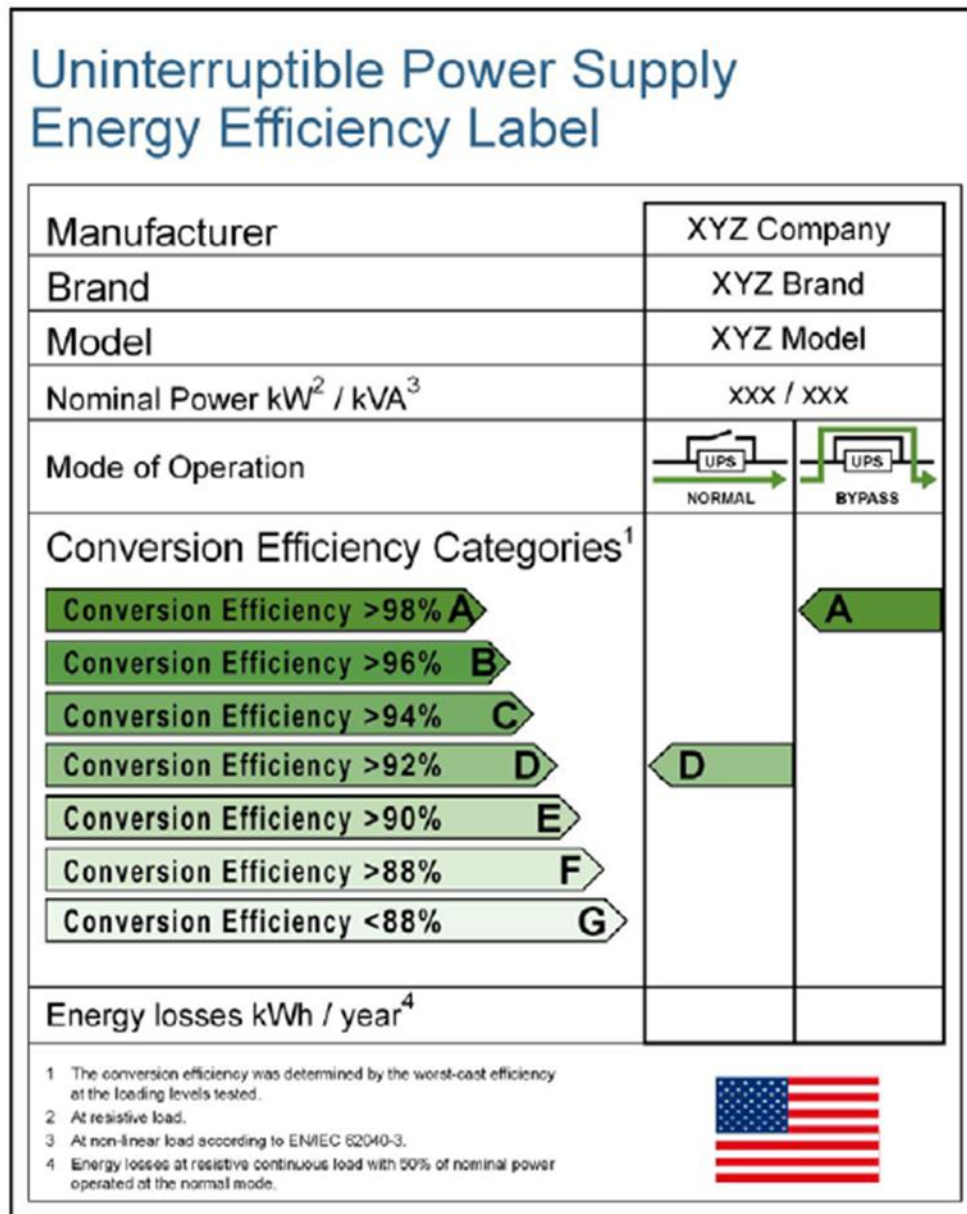 Uninterruptible Power Supply
Energy Efficiency Label
Manufacturer XYZ Company
Brand XYZ Brand
Model XYZ Model
Nominal Power kW² / kVA³ xxx / xxx
Mode of Operation
UPS
NORMAL
UPS
BYPASS
Conversion Efficiency Categories¹
Conversion Efficiency >98% A
A
Conversion Efficiency >96% B
Conversion Efficiency >94% C
Conversion Efficiency >92% D
D
Conversion Efficiency >90% E
Conversion Efficiency >88% F
Conversion Efficiency <88% G
Energy losses kWh / year⁴
1 The conversion efficiency was determined by the worst-cast efficiency
at the loading levels tested.
2 At resistive load.
3 At non-linear load according to EN/IEC 62040-3.
4 Energy losses at resistive continuous load with 50% of nominal power
operated at the normal mode.